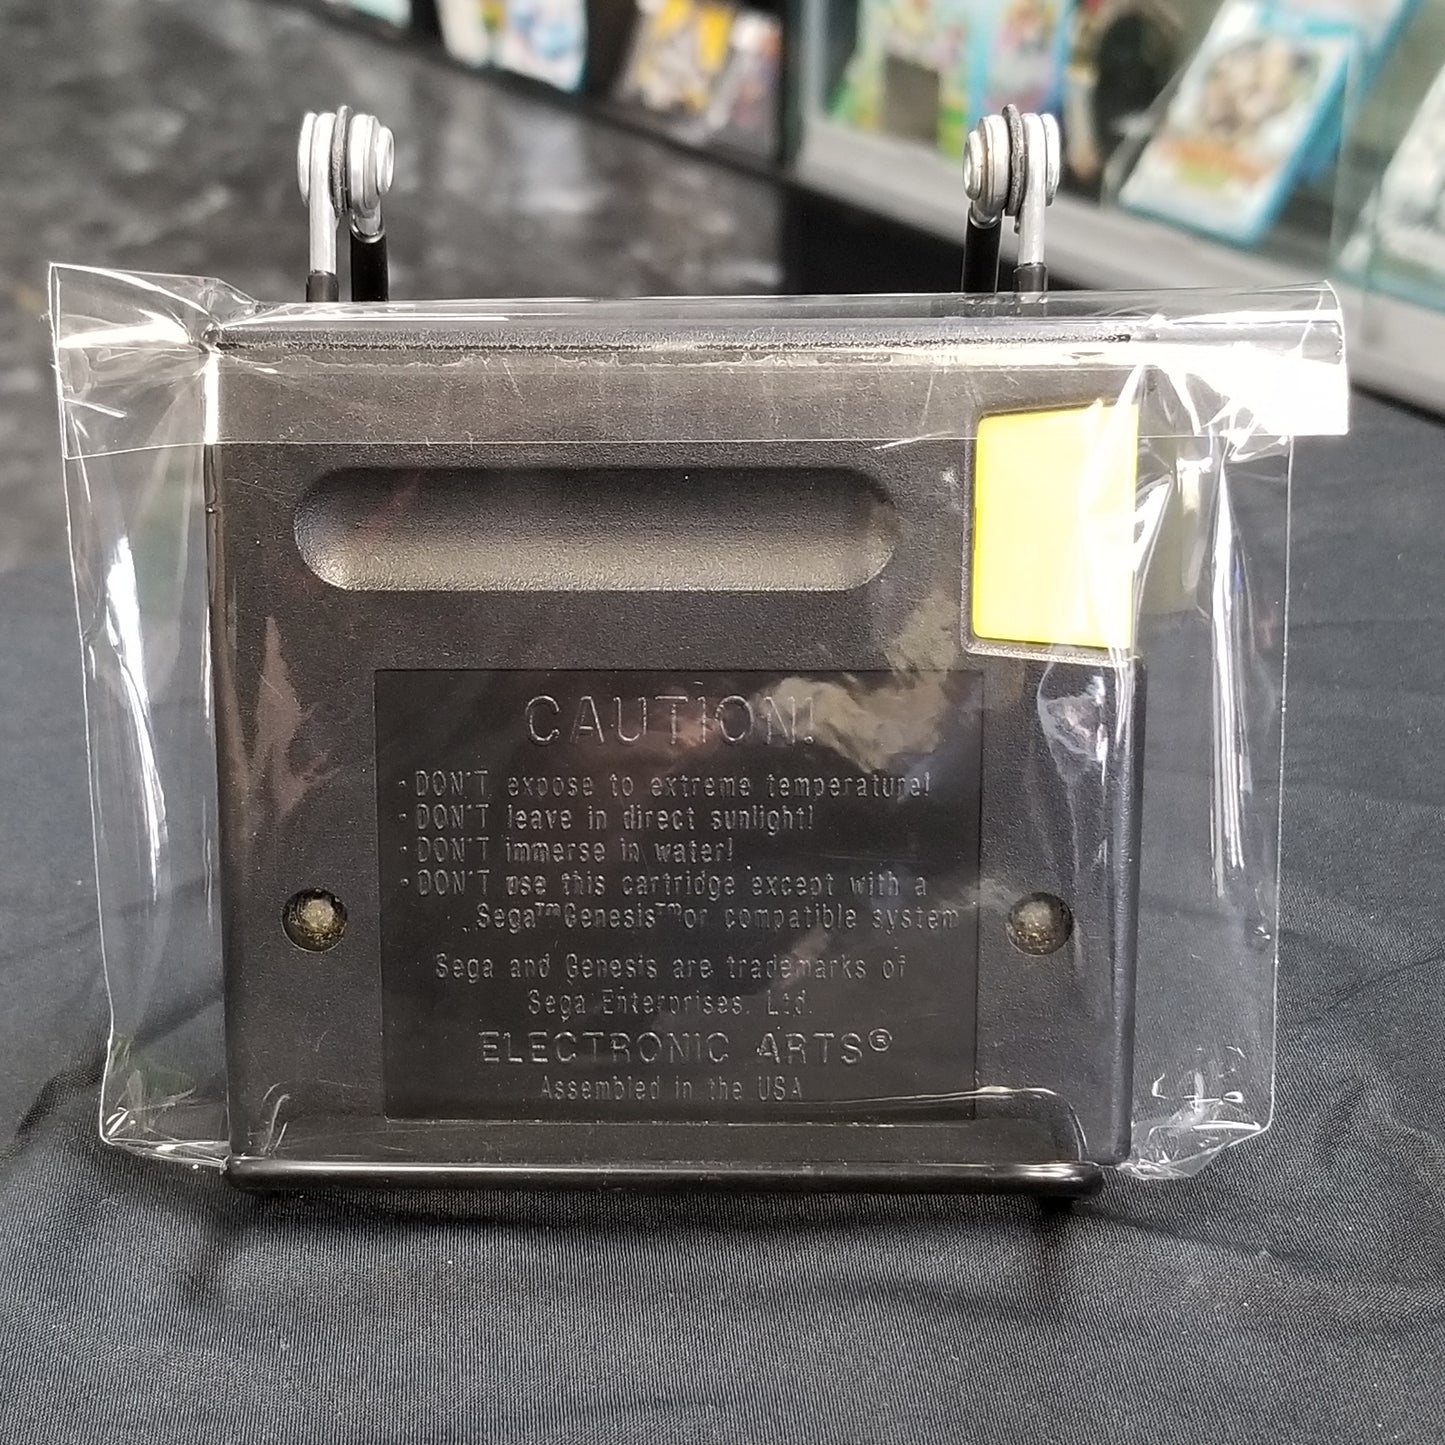 CAUTION!
• DON'T expose to extreme temperature!
• DON'T leave in direct sunlight!
• DON'T immerse in water!
• DON'T use this cartridge except with a
Sega™ Genesis™ or compatible system
Sega and Genesis are trademarks of
Sega Enterprises, Ltd.
ELECTRONIC ARTS®
Assembled in the USA